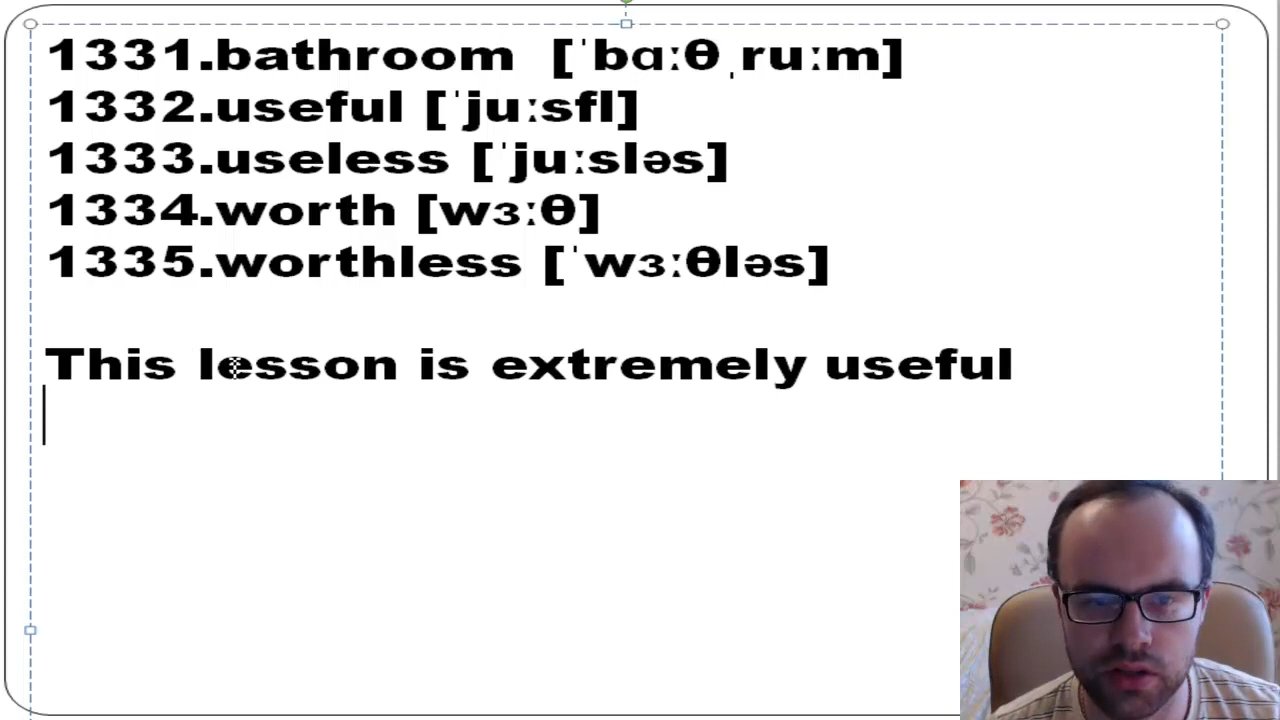 1331.bathroom [ˈbɑːθˌruːm]
1332.useful [ˈjuːsfl]
1333.useless [ˈjuːsləs]
1334.worth [wɜːθ]
1335.worthless [ˈwɜːθləs]
This lesson is extremely useful